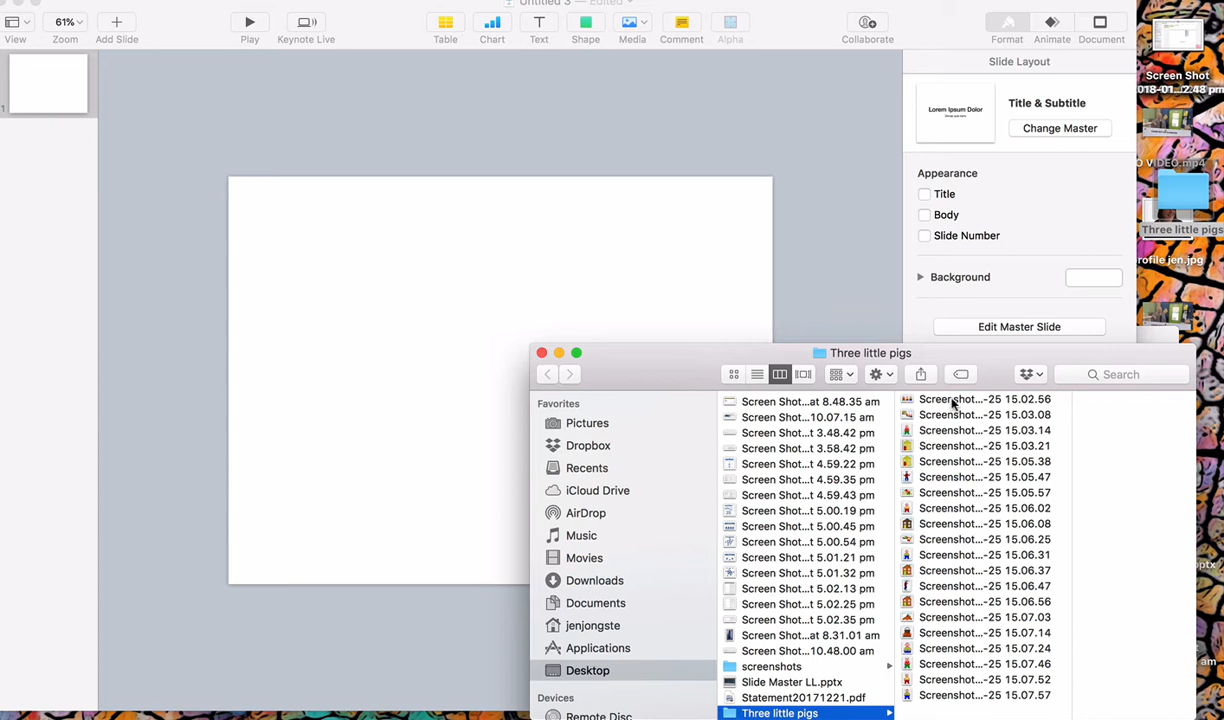 Untitled 3 — Edited
61%
View
Zoom
Add Slide
Play
Keynote Live
Table
Chart
Text
Shape
Media
Comment
Alpha
Collaborate
Format
Animate
Document
1
Slide Layout
Lorem Ipsum Dolor
Title & Subtitle
Change Master
Appearance
Title
Body
Slide Number
Background
Edit Master Slide
Screen Shot
018-01...2:48 pm
O VIDEO.mp4
Three little pigs
rofile jen.jpg
Three little pigs
Search
Favorites
Pictures
Dropbox
Recents
iCloud Drive
AirDrop
Music
Movies
Downloads
Documents
jenjongste
Applications
Desktop
Devices
Remote Disc
Screen Shot...at 8.48.35 am
Screen Shot...10.07.15 am
Screen Shot...t 3.48.42 pm
Screen Shot...t 3.58.42 pm
Screen Shot...t 4.59.22 pm
Screen Shot...t 4.59.35 pm
Screen Shot...t 4.59.43 pm
Screen Shot...t 5.00.19 pm
Screen Shot...t 5.00.45 pm
Screen Shot...t 5.00.54 pm
Screen Shot...t 5.01.21 pm
Screen Shot...t 5.01.32 pm
Screen Shot...t 5.02.13 pm
Screen Shot...t 5.02.25 pm
Screen Shot...t 5.02.35 pm
Screen Shot...at 8.31.01 am
Screen Shot...10.48.00 am
screenshots
Slide Master LL.pptx
Statement20171221.pdf
Three little pigs
Screenshot...-25 15.02.56
Screenshot...-25 15.03.08
Screenshot...-25 15.03.14
Screenshot...-25 15.03.21
Screenshot...-25 15.05.38
Screenshot...-25 15.05.47
Screenshot...-25 15.05.57
Screenshot...-25 15.06.02
Screenshot...-25 15.06.08
Screenshot...-25 15.06.25
Screenshot...-25 15.06.31
Screenshot...-25 15.06.37
Screenshot...-25 15.06.47
Screenshot...-25 15.06.56
Screenshot...-25 15.07.03
Screenshot...-25 15.07.14
Screenshot...-25 15.07.24
Screenshot...-25 15.07.46
Screenshot...-25 15.07.52
Screenshot...-25 15.07.57
ptx
am